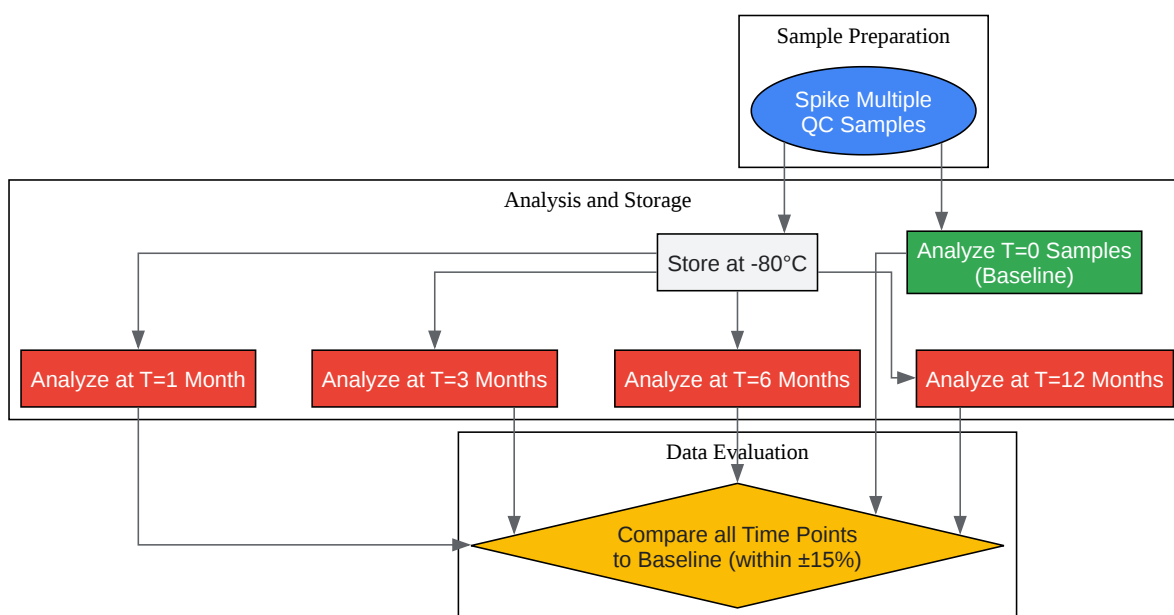 Sample Preparation
Spike Multiple
QC Samples
Analysis and Storage
Store at -80°C
Analyze T=0 Samples
(Baseline)
Analyze at T=1 Month
Analyze at T=3 Months
Analyze at T=6 Months
Analyze at T=12 Months
Data Evaluation
Compare all Time Points
to Baseline (within ±15%)